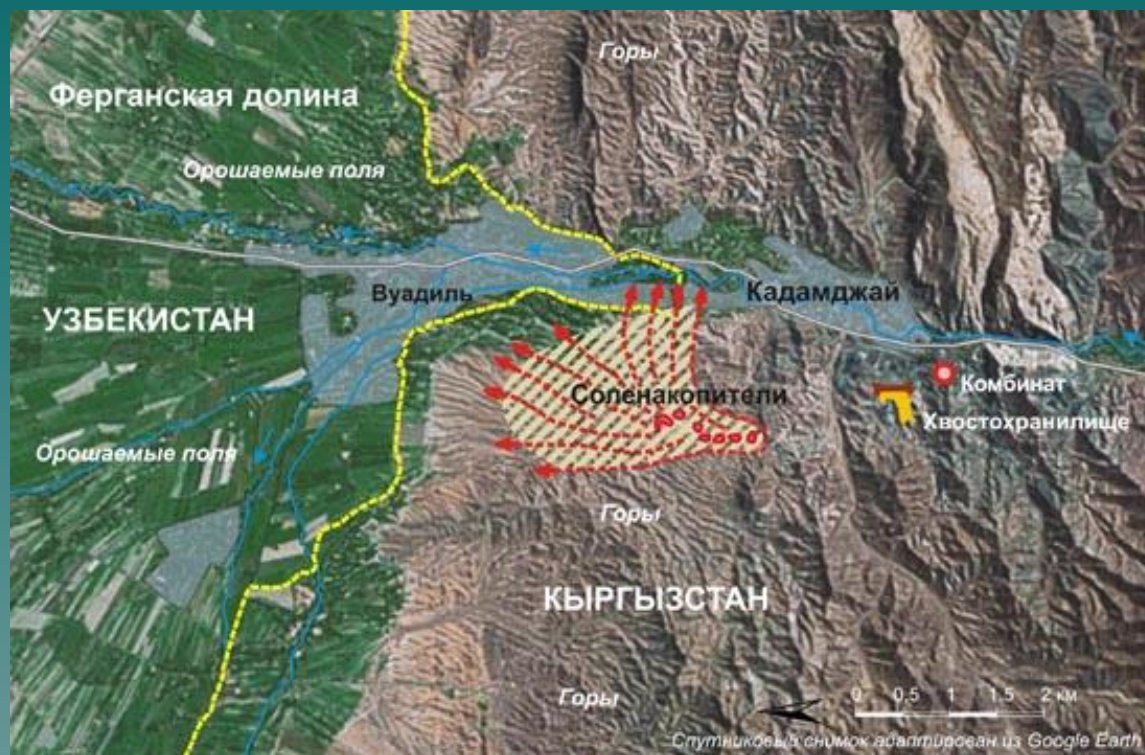 Горы
Ферганская долина
Орошаемые поля
Вуадиль
Кадамджай
УЗБЕКИСТАН
Соленакопители
Комбинат
Хвостохранилище
Орошаемые поля
Горы
КЫРГЫЗСТАН
Горы
0 0.5 1 1.5 2 км
Спутниковый снимок адаптирован из Google Earth